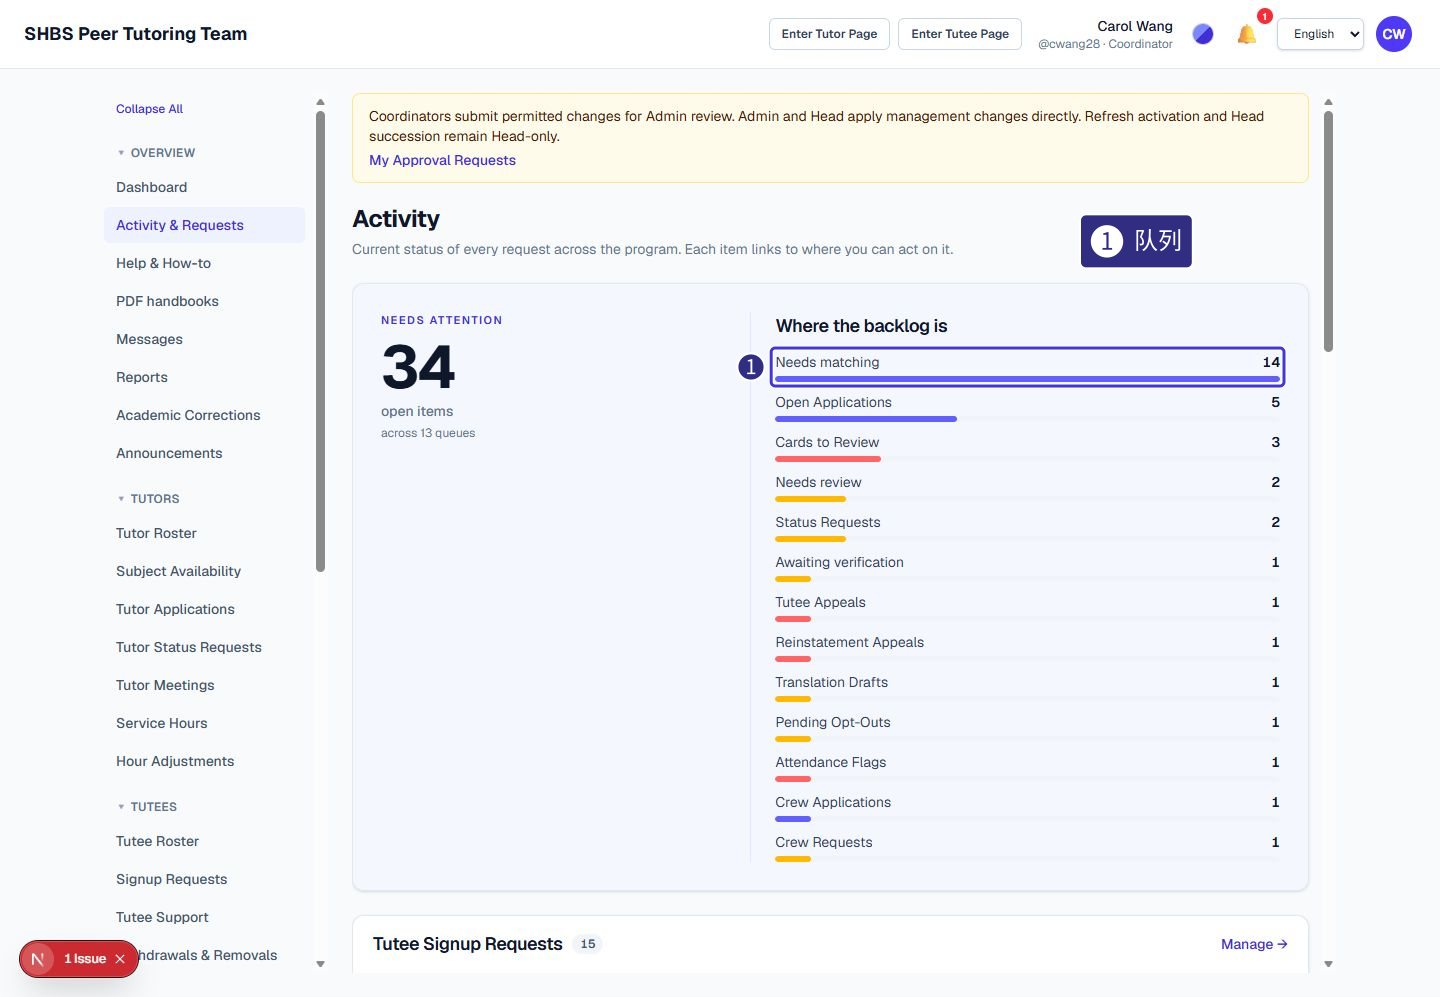 SHBS Peer Tutoring Team
Enter Tutor Page
Enter Tutee Page
Carol Wang
@cwang28 · Coordinator
1
English
CW
Collapse All
OVERVIEW
Dashboard
Activity & Requests
Help & How-to
PDF handbooks
Messages
Reports
Academic Corrections
Announcements
TUTORS
Tutor Roster
Subject Availability
Tutor Applications
Tutor Status Requests
Tutor Meetings
Service Hours
Hour Adjustments
TUTEES
Tutee Roster
Signup Requests
Tutee Support
hdrawals & Removals
N 1 Issue ×
Coordinators submit permitted changes for Admin review. Admin and Head apply management changes directly. Refresh activation and Head
succession remain Head-only.
My Approval Requests
Activity
Current status of every request across the program. Each item links to where you can act on it.
1 队列
NEEDS ATTENTION
34
open items
across 13 queues
Where the backlog is
1
Needs matching 14
Open Applications 5
Cards to Review 3
Needs review 2
Status Requests 2
Awaiting verification 1
Tutee Appeals 1
Reinstatement Appeals 1
Translation Drafts 1
Pending Opt-Outs 1
Attendance Flags 1
Crew Applications 1
Crew Requests 1
Tutee Signup Requests 15
Manage →